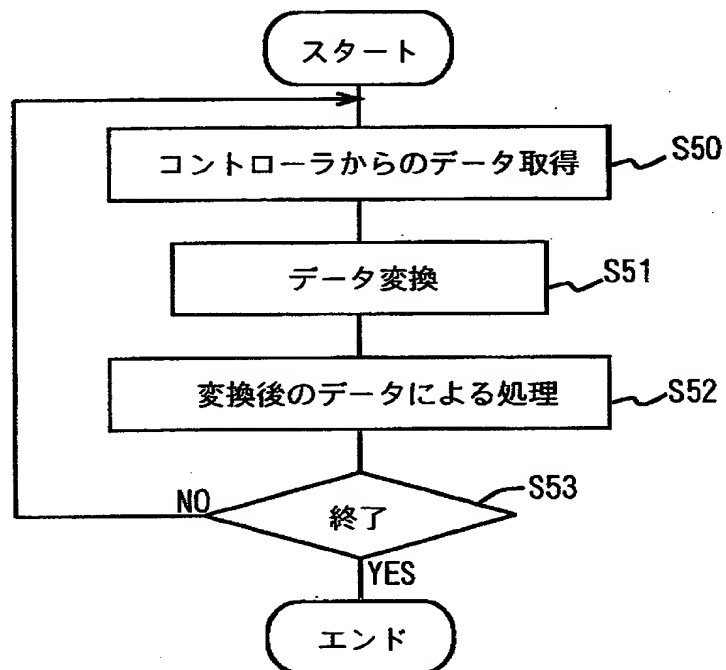 スタート
コントローラからのデータ取得
S50
データ変換
S51
変換後のデータによる処理
S52
S53
NO
終了
YES
エンド